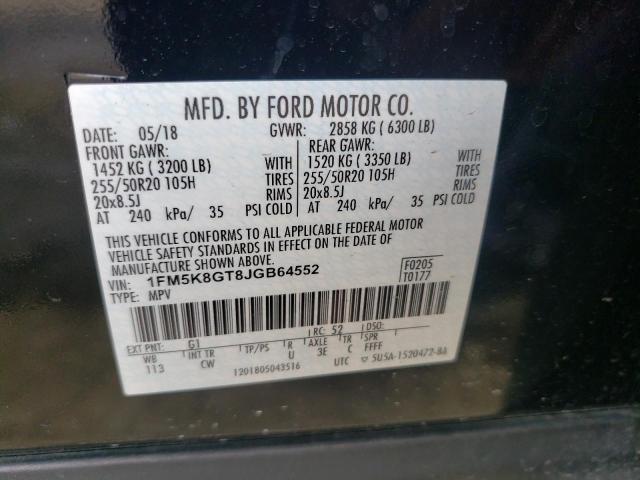 MFD. BY FORD MOTOR CO.
DATE: 05/18 GVWR: 2858 KG ( 6300 LB)
FRONT GAWR: REAR GAWR:
1452 KG ( 3200 LB) WITH 1520 KG ( 3350 LB) WITH
255/50R20 105H TIRES 255/50R20 105H TIRES
20x8.5J RIMS 20x8.5J RIMS
AT 240 kPa/ 35 PSI COLD AT 240 kPa/ 35 PSI COLD
THIS VEHICLE CONFORMS TO ALL APPLICABLE FEDERAL MOTOR
VEHICLE SAFETY STANDARDS IN EFFECT ON THE DATE OF
MANUFACTURE SHOWN ABOVE.
VIN: 1FM5K8GT8JGB64552 F0205
TYPE: MPV T0177
EXT PNT: G1 RC: 52 DSO:
WB INT TR TP/PS R AXLE TR SPR
113 CW U 3E C F
1201805043516 UTC 5U5A-1520472-BA